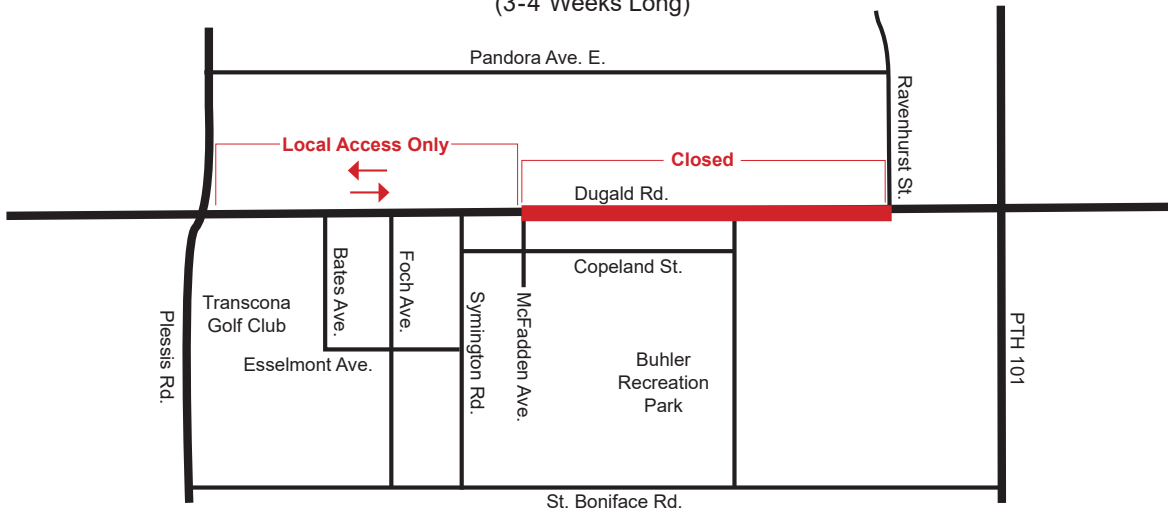 (3-4 Weeks Long)
Pandora Ave. E.
Ravenhurst St.
Local Access Only
Closed
Dugald Rd.
Bates Ave.
Foch Ave.
Copeland St.
Symington Rd.
McFadden Ave.
Transcona
Golf Club
Plessis Rd.
PTH 101
Esselmont Ave.
Buhler
Recreation
Park
St. Boniface Rd.